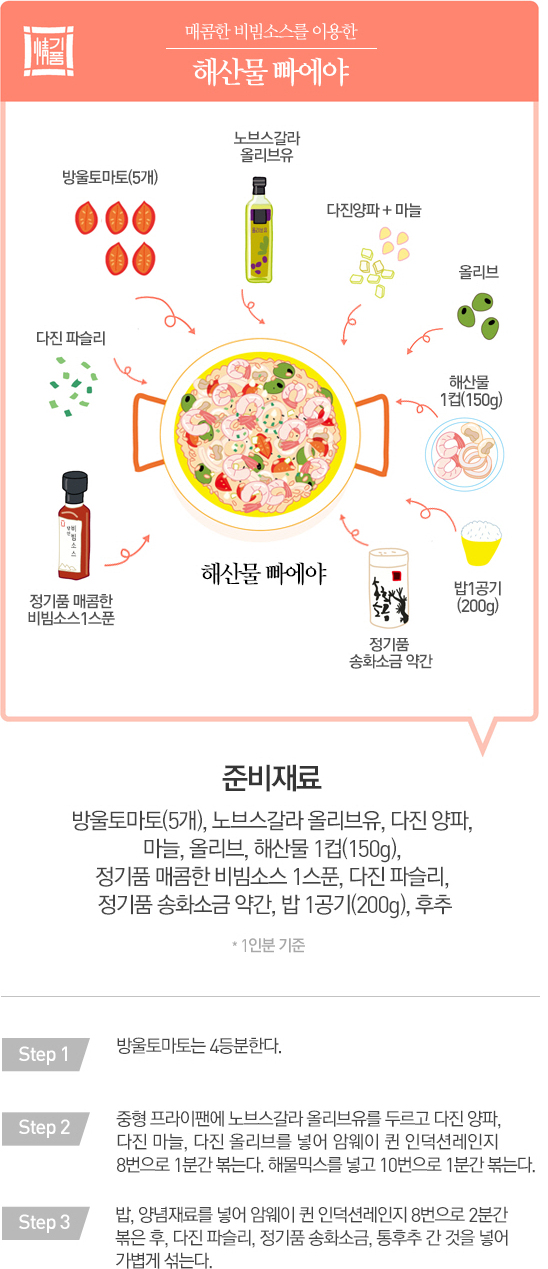 情기품
매콤한 비빔소스를 이용한
해산물 빠에야
노브스갈라
올리브유
방울토마토(5개)
다진양파 + 마늘
올리브
다진 파슬리
해산물
1컵(150g)
비빔소스
해산물 빠에야
정기품 매콤한
비빔소스1스푼
송화소금
밥1공기
(200g)
정기품
송화소금 약간
준비재료
방울토마토(5개), 노브스갈라 올리브유, 다진 양파,
마늘, 올리브, 해산물 1컵(150g),
정기품 매콤한 비빔소스 1스푼, 다진 파슬리,
정기품 송화소금 약간, 밥 1공기(200g), 후추
* 1인분 기준
Step 1
방울토마토는 4등분한다.
Step 2
중형 프라이팬에 노브스갈라 올리브유를 두르고 다진 양파,
다진 마늘, 다진 올리브를 넣어 암웨이 퀸 인덕션레인지
8번으로 1분간 볶는다. 해물믹스를 넣고 10번으로 1분간 볶는다.
Step 3
밥, 양념재료를 넣어 암웨이 퀸 인덕션레인지 8번으로 2분간
볶은 후, 다진 파슬리, 정기품 송화소금, 통후추 간 것을 넣어
가볍게 섞는다.